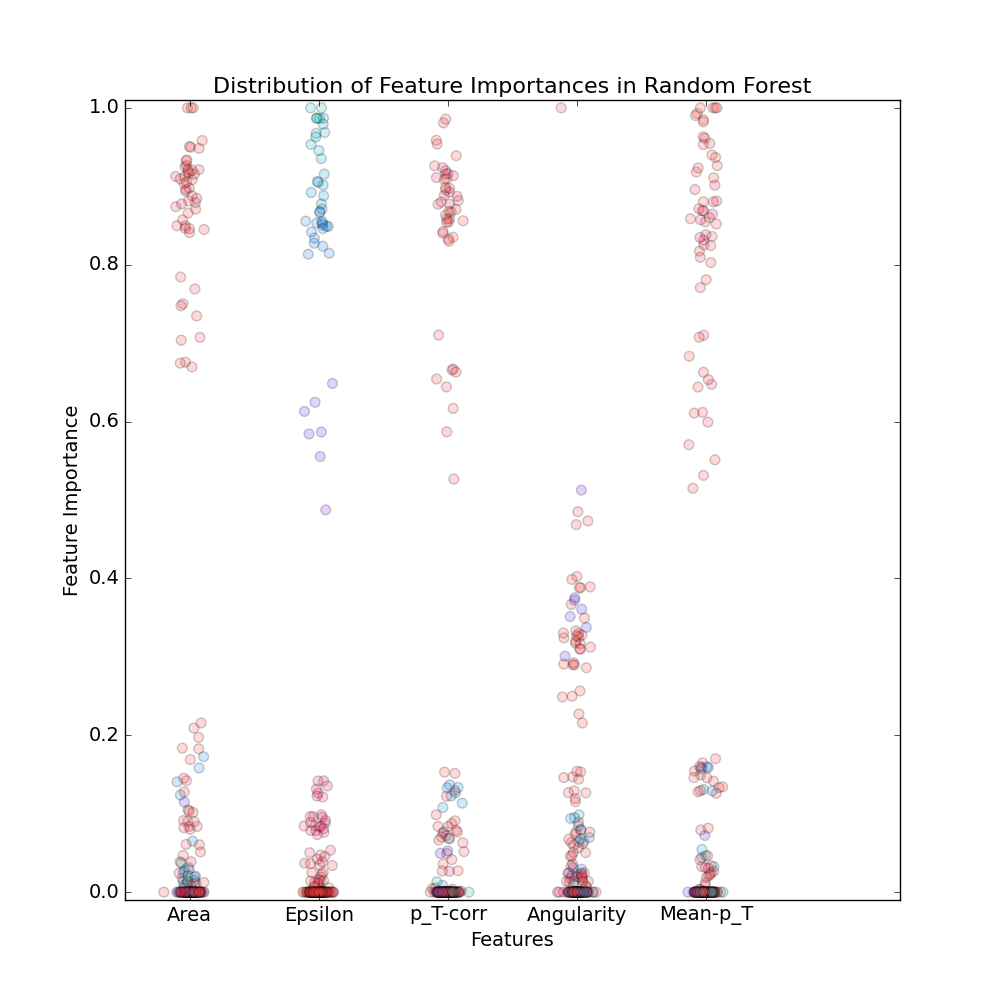 Distribution of Feature Importances in Random Forest
1.0
0.8
0.6
0.4
0.2
0.0
Feature Importance
Area Epsilon p_T-corr Angularity Mean-p_T
Features